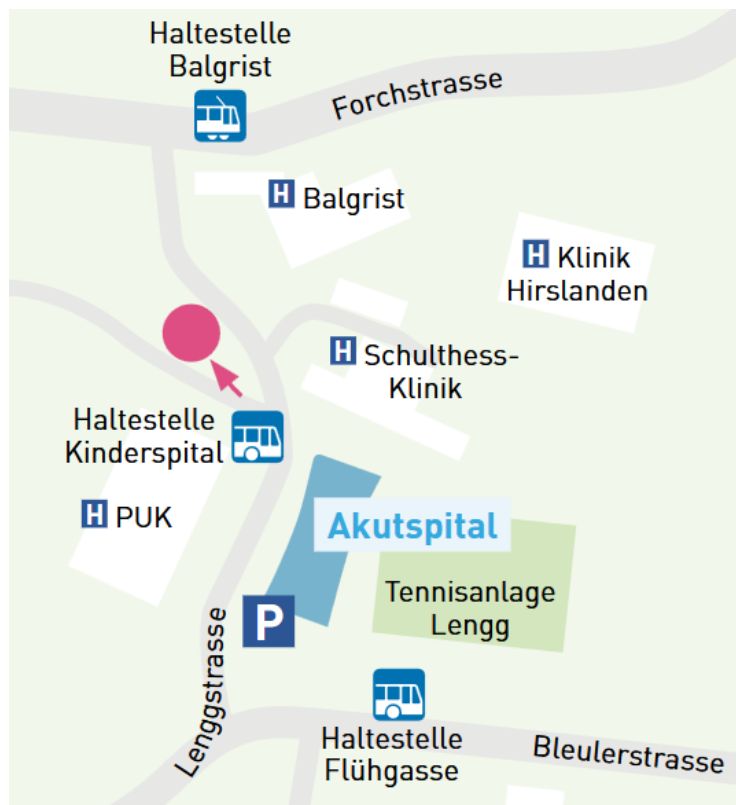 Haltestelle
Balgrist
Forchstrasse
H Balgrist
H Klinik
Hirslanden
H Schulthess-
Klinik
Haltestelle
Kinderspital
H PUK
Akutspital
Tennisanlage
Lengg
P
Lenggstrasse
Haltestelle
Flühgasse
Bleulerstrasse